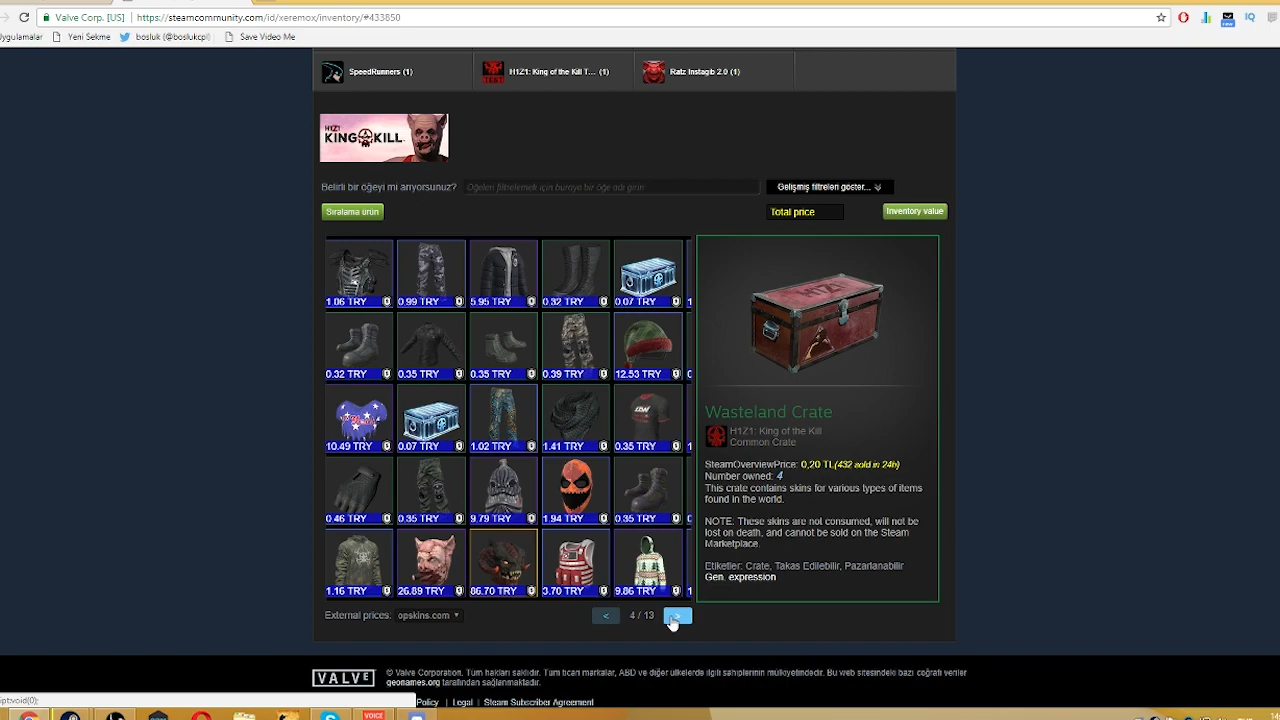 Valve Corp. [US] https://steamcommunity.com/id/xeremox/inventory/#433850
new IQ
Uygulamalar Yeni Sekme bosluk (@boslukcpl) Save Video Me
SpeedRunners (1) H1Z1: King of the Kill T... (1) Ratz Instagib 2.0 (1)
H1Z1
KING KILL
Belirli bir öğeyi mi arıyorsunuz? Öğeleri filtrelemek için buraya bir öğe adı girin Gelişmiş filtreleri göster...
Sıralama ürün Total price Inventory value
1.06 TRY 0.99 TRY 5.95 TRY 0.32 TRY 0.07 TRY
0.32 TRY 0.35 TRY 0.35 TRY 0.39 TRY 12.53 TRY
10.49 TRY 0.07 TRY 1.02 TRY 1.41 TRY 0.35 TRY
0.46 TRY 0.35 TRY 9.79 TRY 1.94 TRY 0.35 TRY
1.16 TRY 26.89 TRY 86.70 TRY 3.70 TRY 9.86 TRY
H1Z1
Wasteland Crate
H1Z1: King of the Kill
Common Crate
SteamOverviewPrice: 0,20 TL(432 sold in 24h)
Number owned: 4
This crate contains skins for various types of items
found in the world.
NOTE: These skins are not consumed, will not be
lost on death, and cannot be sold on the Steam
Marketplace.
Etiketler: Crate, Takas Edilebilir, Pazarlanabilir
Gen. expression
External prices: opskins.com < 4 / 13 >
VALVE © Valve Corporation. Tüm hakları saklıdır. Tüm ticari markalar, ABD ve diğer ülkelerde ilgili sahiplerinin mülkiyetindedir. Bu web sitesindeki bazı coğrafi veriler
geonames.org tarafından sağlanmaktadır.
Policy | Legal | Steam Subscriber Agreement
VOICE